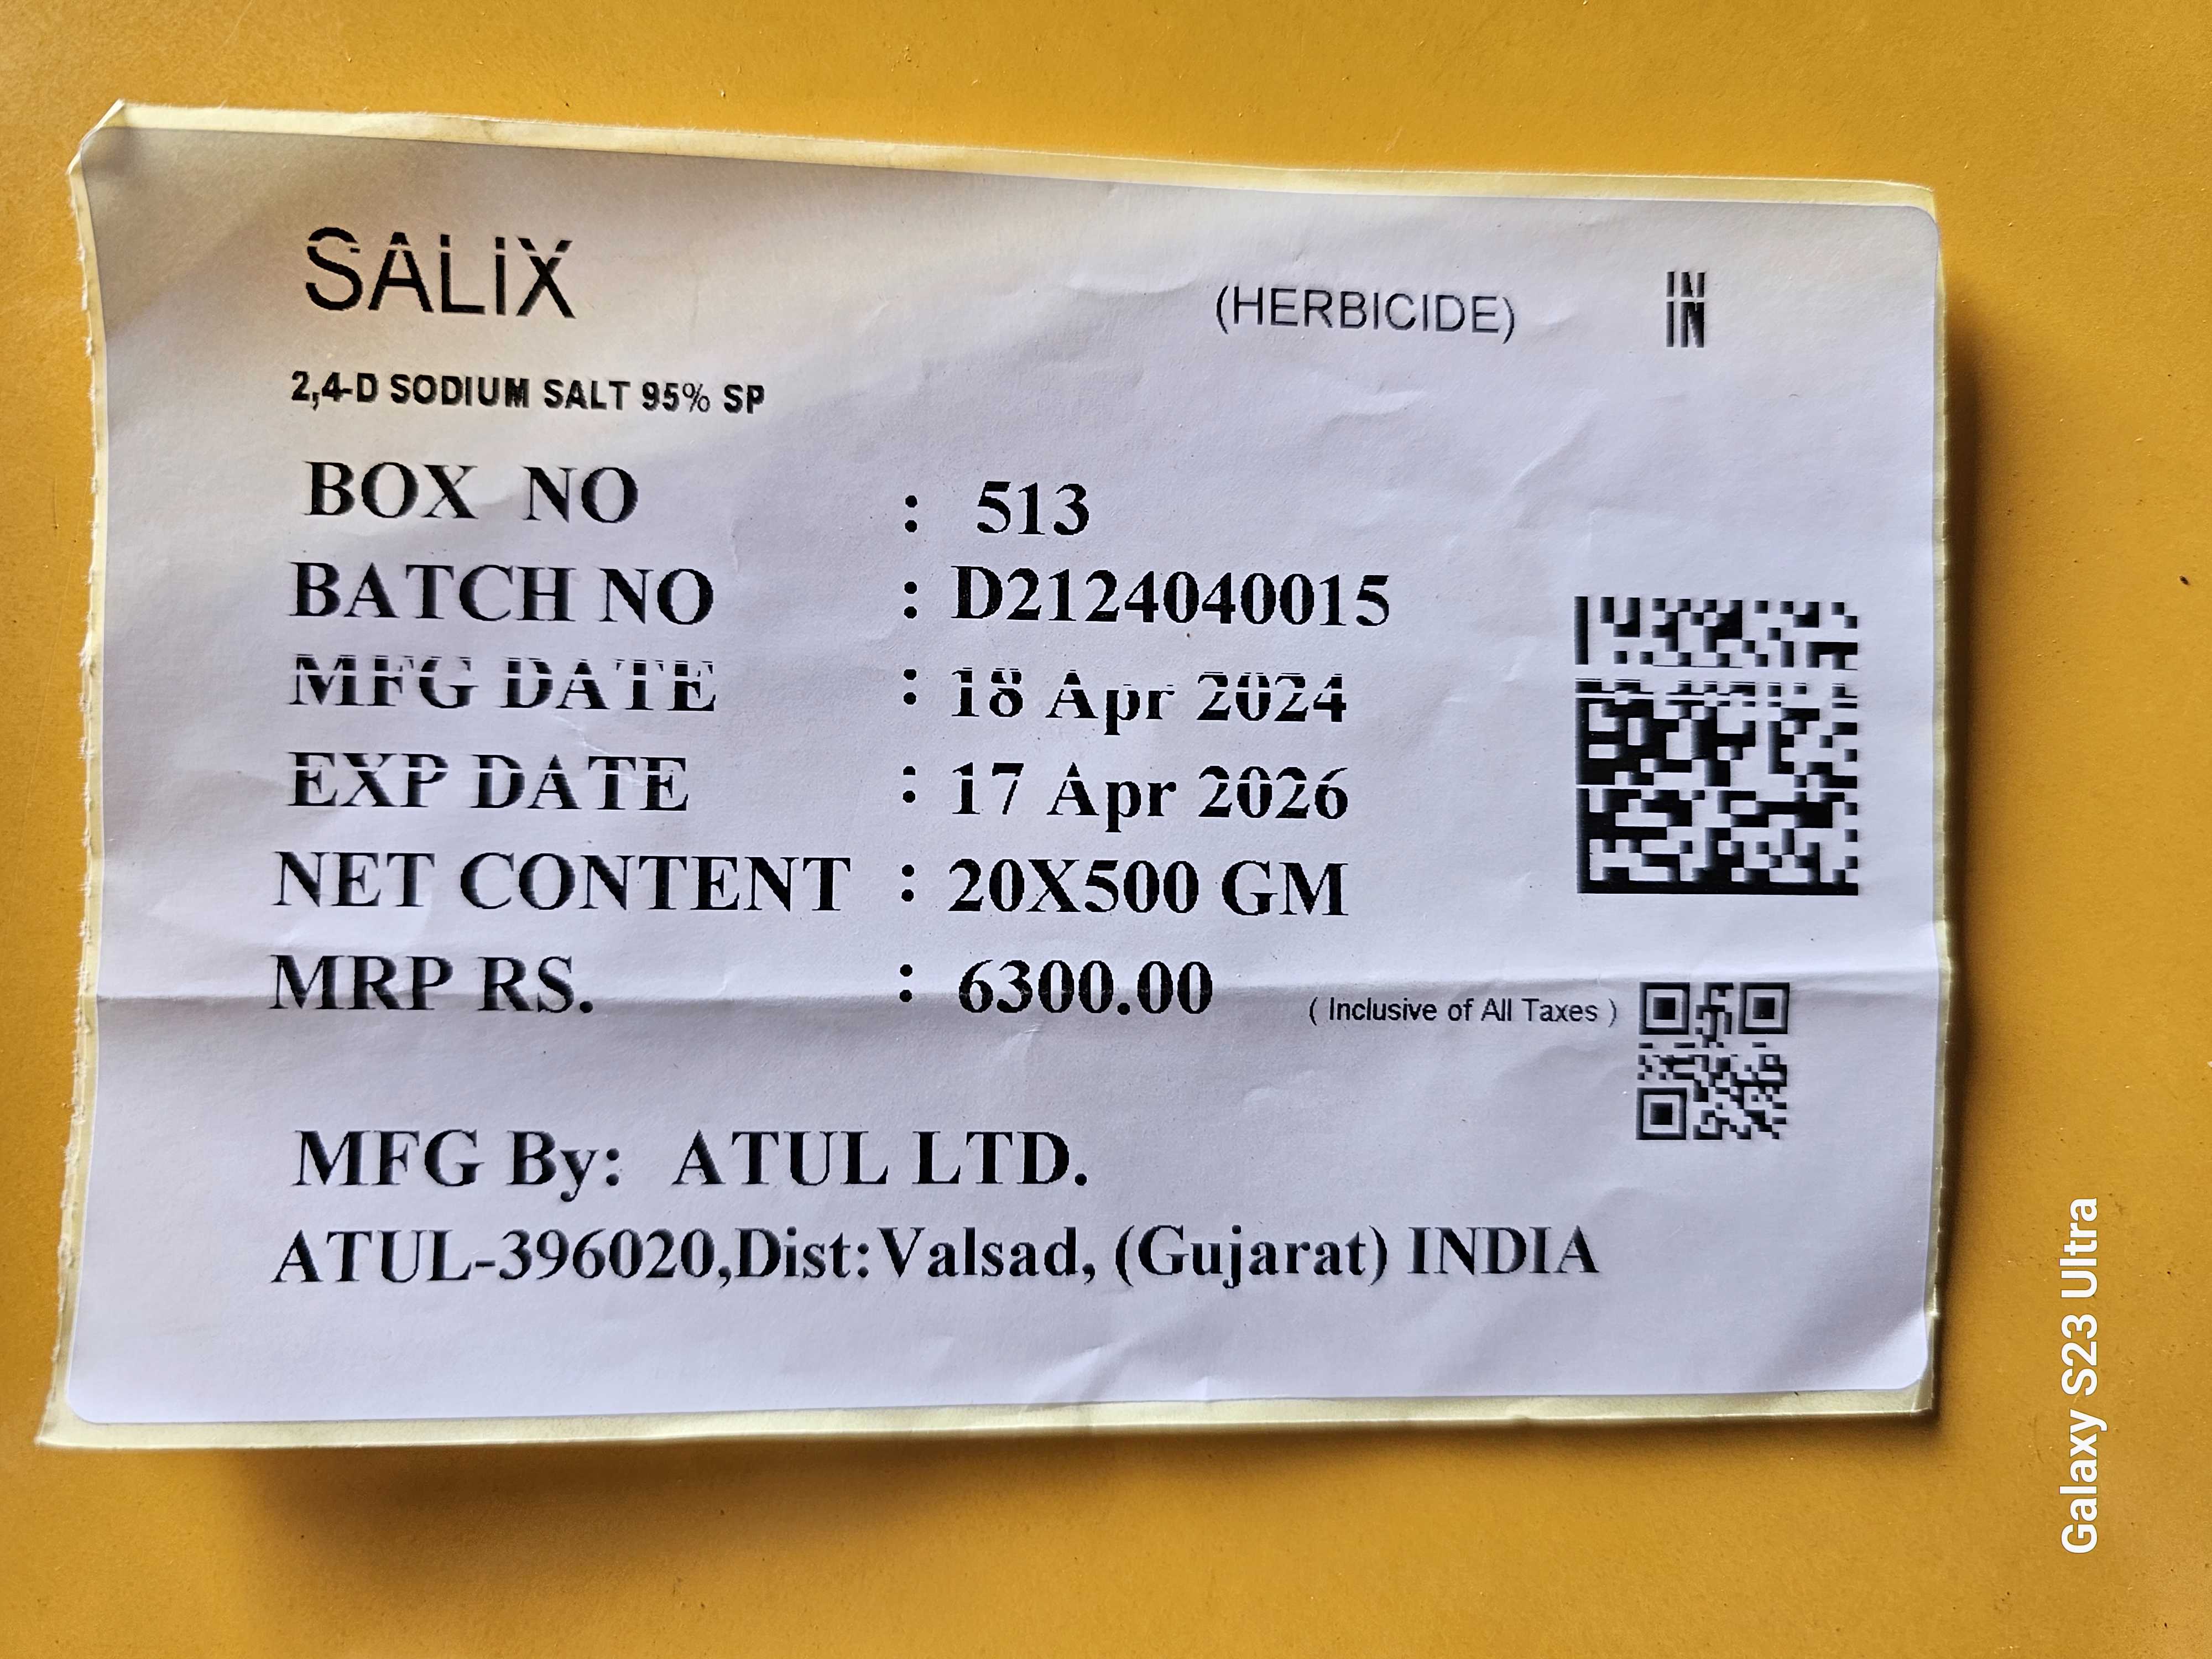 SALiX (HERBICIDE) IN
2,4-D SODIUM SALT 95% SP
BOX NO : 513
BATCH NO : D2124040015
MFG DATE : 18 Apr 2024
EXP DATE : 17 Apr 2026
NET CONTENT : 20X500 GM
MRP RS. : 6300.00 ( Inclusive of All Taxes )
MFG By: ATUL LTD.
ATUL-396020,Dist:Valsad, (Gujarat) INDIA
Galaxy S23 Ultra